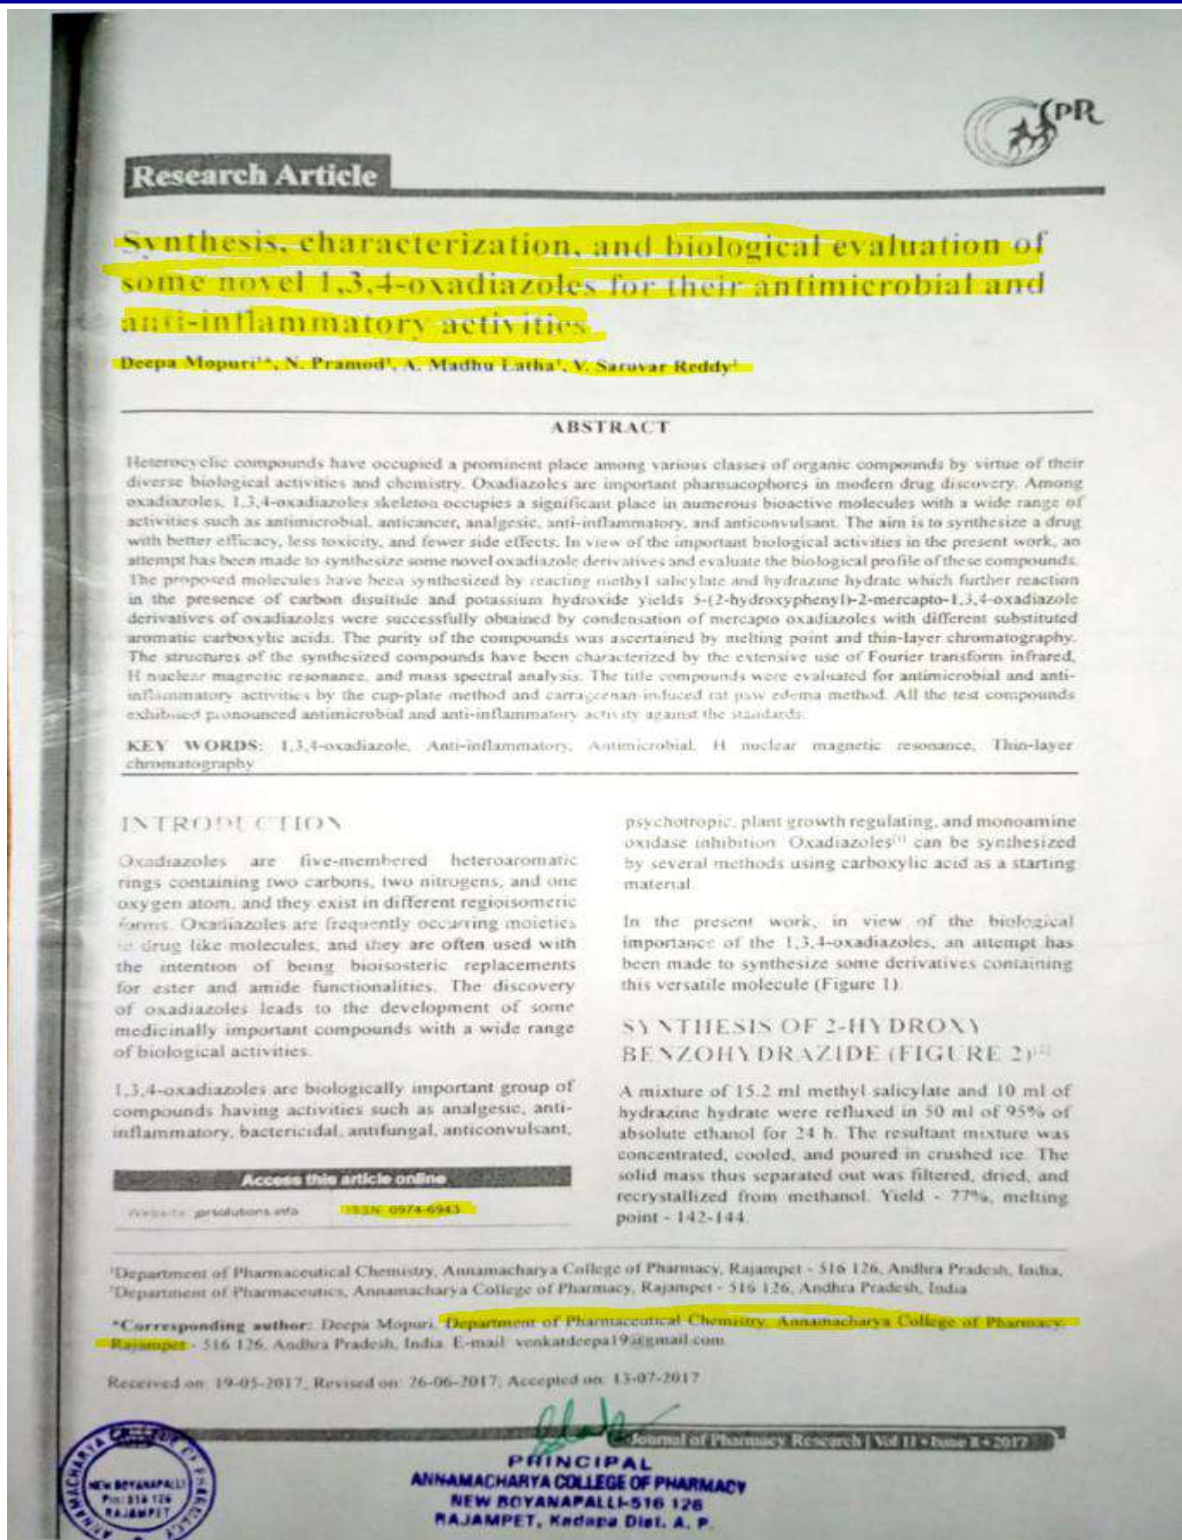 SPR
Research Article
Synthesis, characterization, and biological evaluation of
some novel 1,3,4-oxadiazoles for their antimicrobial and
anti-inflammatory activities
Deepa Mopuri¹*, N. Pramod¹, A. Madhu Latha¹, V. Saruvar Reddy
ABSTRACT
Heterocyclic compounds have occupied a prominent place among various classes of organic compounds by virtue of their
diverse biological activities and chemistry. Oxadiazoles are important pharmacophores in modern drug discovery. Among
oxadiazoles, 1,3,4-oxadiazoles skeleton occupies a significant place in numerous bioactive molecules with a wide range of
activities such as antimicrobial, anticancer, analgesic, anti-inflammatory, and anticonvulsant. The aim is to synthesize a drug
with better efficacy, less toxicity, and fewer side effects. In view of the important biological activities in the present work, an
attempt has been made to synthesize some novel oxadiazole derivatives and evaluate the biological profile of these compounds.
The proposed molecules have been synthesized by reacting methyl salicylate and hydrazine hydrate which further reaction
in the presence of carbon disulfide and potassium hydroxide yields 5-(2-hydroxyphenyl)-2-mercapto-1,3,4-oxadiazole
derivatives of oxadiazoles were successfully obtained by condensation of mercapto oxadiazoles with different substituted
aromatic carboxylic acids. The purity of the compounds was ascertained by melting point and thin-layer chromatography.
The structures of the synthesized compounds have been characterized by the extensive use of Fourier transform infrared,
H nuclear magnetic resonance, and mass spectral analysis. The title compounds were evaluated for antimicrobial and anti-
inflammatory activities by the cup-plate method and carrageenan-induced rat paw edema method. All the test compounds
exhibited pronounced antimicrobial and anti-inflammatory activity against the standards.
KEY WORDS: 1,3,4-oxadiazole, Anti-inflammatory, Antimicrobial, H nuclear magnetic resonance, Thin-layer
chromatography
INTRODUCTION
Oxadiazoles are five-membered heteroaromatic
rings containing two carbons, two nitrogens, and one
oxygen atom, and they exist in different regioisomeric
forms. Oxadiazoles are frequently occurring moieties
in drug like molecules, and they are often used with
the intention of being bioisosteric replacements
for ester and amide functionalities. The discovery
of oxadiazoles leads to the development of some
medicinally important compounds with a wide range
of biological activities.
1,3,4-oxadiazoles are biologically important group of
compounds having activities such as analgesic, anti-
inflammatory, bactericidal, antifungal, anticonvulsant,
psychotropic, plant growth regulating, and monoamine
oxidase inhibition. Oxadiazoles[1] can be synthesized
by several methods using carboxylic acid as a starting
material.
In the present work, in view of the biological
importance of the 1,3,4-oxadiazoles, an attempt has
been made to synthesize some derivatives containing
this versatile molecule (Figure 1).
SYNTHESIS OF 2-HYDROXY
BENZOHYDRAZIDE (FIGURE 2)[2]
A mixture of 15.2 ml methyl salicylate and 10 ml of
hydrazine hydrate were refluxed in 50 ml of 95% of
absolute ethanol for 24 h. The resultant mixture was
concentrated, cooled, and poured in crushed ice. The
solid mass thus separated out was filtered, dried, and
recrystallized from methanol. Yield - 77%, melting
point - 142-144.
Access this article online
Website: jprsolutions.info
ISSN: 0974-6943
¹Department of Pharmaceutical Chemistry, Annamacharya College of Pharmacy, Rajampet - 516 126, Andhra Pradesh, India,
²Department of Pharmaceutics, Annamacharya College of Pharmacy, Rajampet - 516 126, Andhra Pradesh, India
*Corresponding author: Deepa Mopuri, Department of Pharmaceutical Chemistry, Annamacharya College of Pharmacy,
Rajampet - 516 126, Andhra Pradesh, India. E-mail: venkatdeepa19@gmail.com
Received on: 19-05-2017; Revised on: 26-06-2017; Accepted on: 13-07-2017
Journal of Pharmacy Research | Vol 11 • Issue 8 • 2017
ANNAMACHARYA COLLEGE OF PHARMACY
NEW BOYANAPALLI
Pin: 516 126
RAJAMPET
PRINCIPAL
ANNAMACHARYA COLLEGE OF PHARMACY
NEW BOYANAPALLI-516 126
RAJAMPET, Kadapa Dist. A. P.